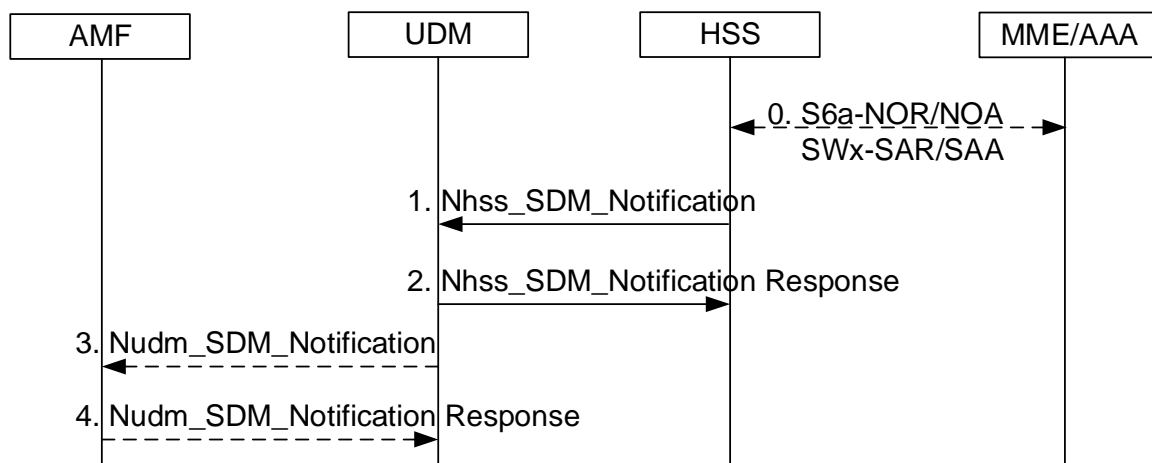 AMF UDM HSS MME/AAA
0. S6a-NOR/NOA
SWx-SAR/SAA
1. Nhss_SDM_Notification
2. Nhss_SDM_Notification Response
3. Nudm_SDM_Notification
4. Nudm_SDM_Notification Response